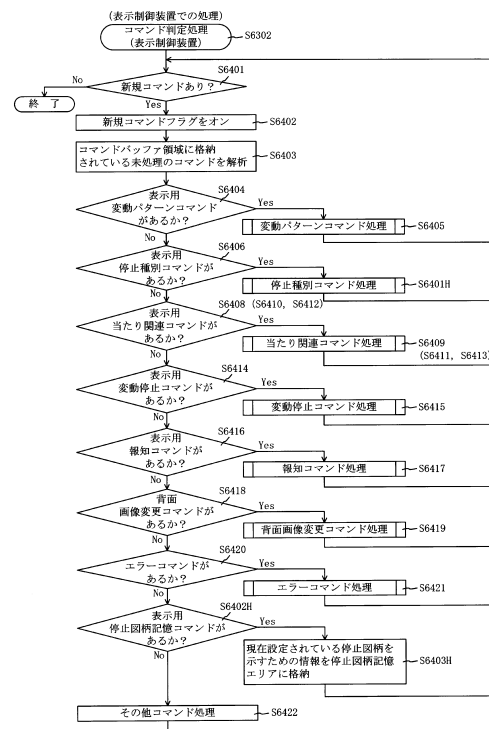 (表示制御装置での処理)
コマンド判定処理
(表示制御装置)
S6302
S6401
新規コマンドあり?
No
終 了
Yes
新規コマンドフラグをオン
S6402
コマンドバッファ領域に格納
されている未処理のコマンドを解析
S6403
S6404
表示用
変動パターンコマンド
があるか?
Yes
変動パターンコマンド処理
S6405
No
S6406
表示用
停止種別コマンドが
あるか?
Yes
停止種別コマンド処理
S6401H
No
S6408 (S6410, S6412)
表示用
当たり関連コマンドが
あるか?
Yes
当たり関連コマンド処理
S6409
(S6411, S6413)
No
S6414
表示用
変動停止コマンドが
あるか?
Yes
変動停止コマンド処理
S6415
No
S6416
表示用
報知コマンドが
あるか?
Yes
報知コマンド処理
S6417
No
S6418
背面
画像変更コマンドが
あるか?
Yes
背面画像変更コマンド処理
S6419
No
S6420
エラーコマンドが
あるか?
Yes
エラーコマンド処理
S6421
No
S6402H
表示用
停止図柄記憶コマンドが
あるか?
Yes
現在設定されている停止図柄を
示すための情報を停止図柄記憶
エリアに格納
S6403H
No
その他コマンド処理
S6422